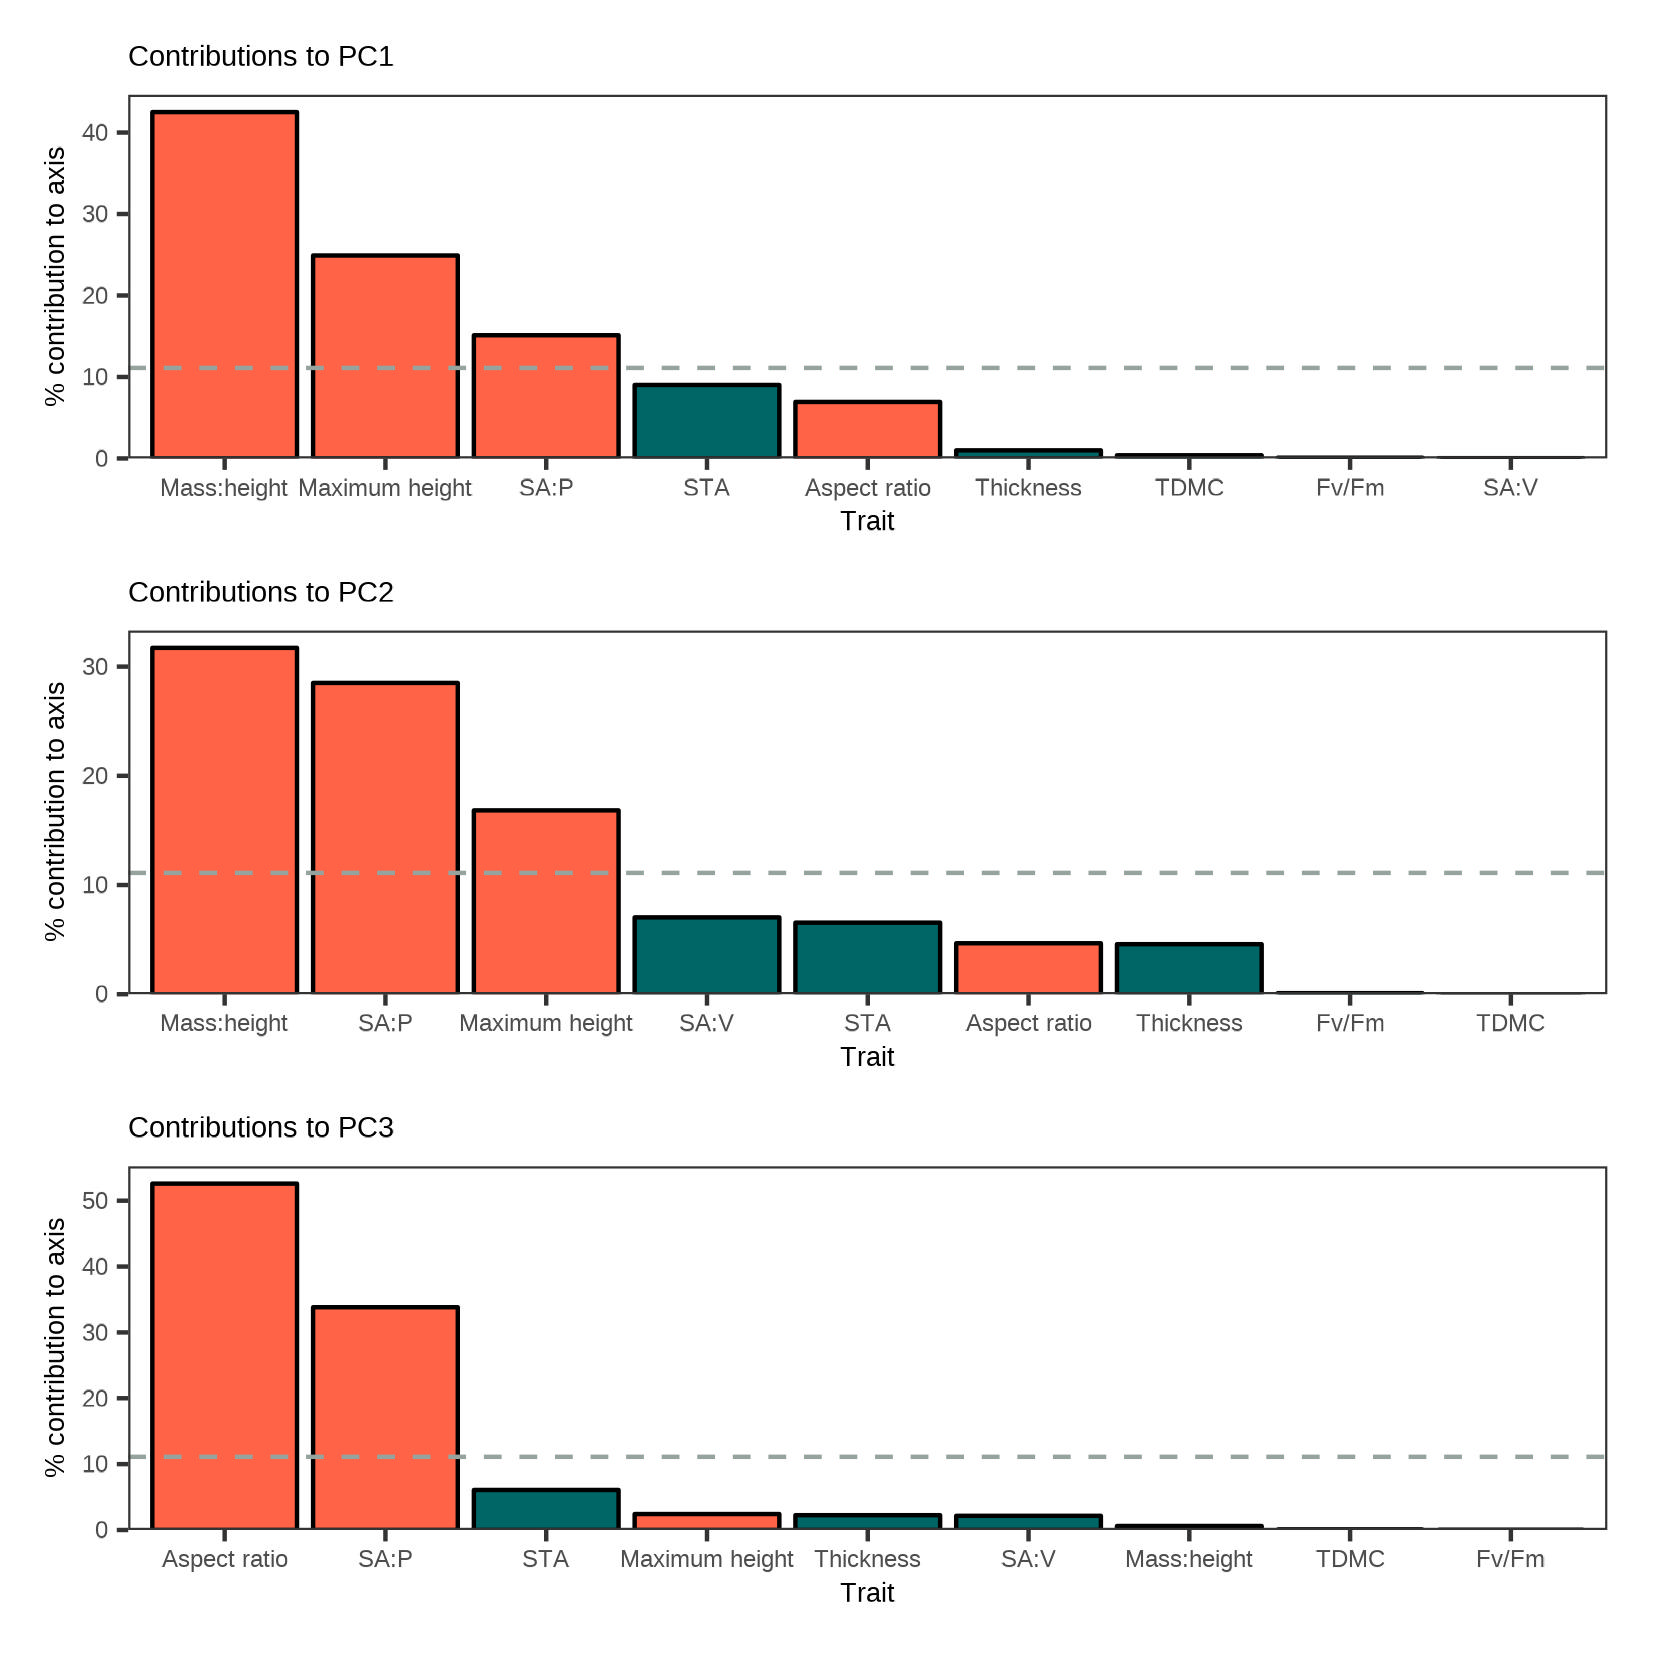 Contributions to PC1
% contribution to axis
40
30
20
10
0
Mass:height Maximum height SA:P STA Aspect ratio Thickness TDMC Fv/Fm SA:V
Trait
Contributions to PC2
% contribution to axis
30
20
10
0
Mass:height SA:P Maximum height SA:V STA Aspect ratio Thickness Fv/Fm TDMC
Trait
Contributions to PC3
% contribution to axis
50
40
30
20
10
0
Aspect ratio SA:P STA Maximum height Thickness SA:V Mass:height TDMC Fv/Fm
Trait